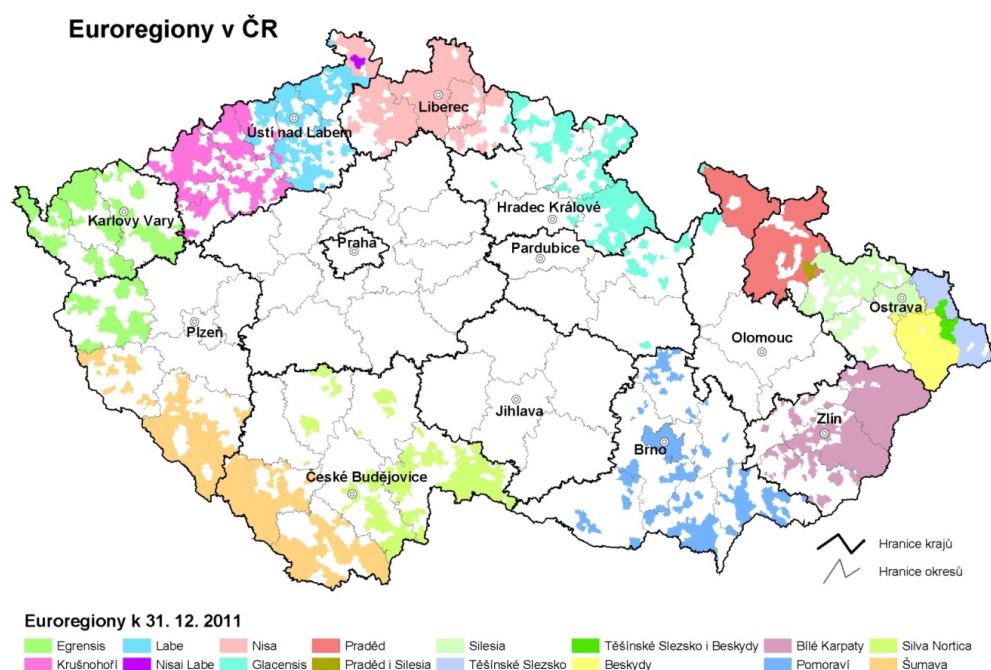 Euroregiony v ČR
Liberec
Ústí nad Labem
Karlovy Vary
Hradec Králové
Praha
Pardubice
Ostrava
Plzeň
Olomouc
Jihlava
Zlín
Brno
České Budějovice
Hranice krajů
Hranice okresů
Euroregiony k 31. 12. 2011
Egrensis Labe Nisa Praděd Silesia Těšínské Slezsko i Beskydy Bílé Karpaty Silva Nortica
Krušnohoří Nisai Labe Glacensis Praděd i Silesia Těšínské Slezsko Beskydy Pomoraví Šumava